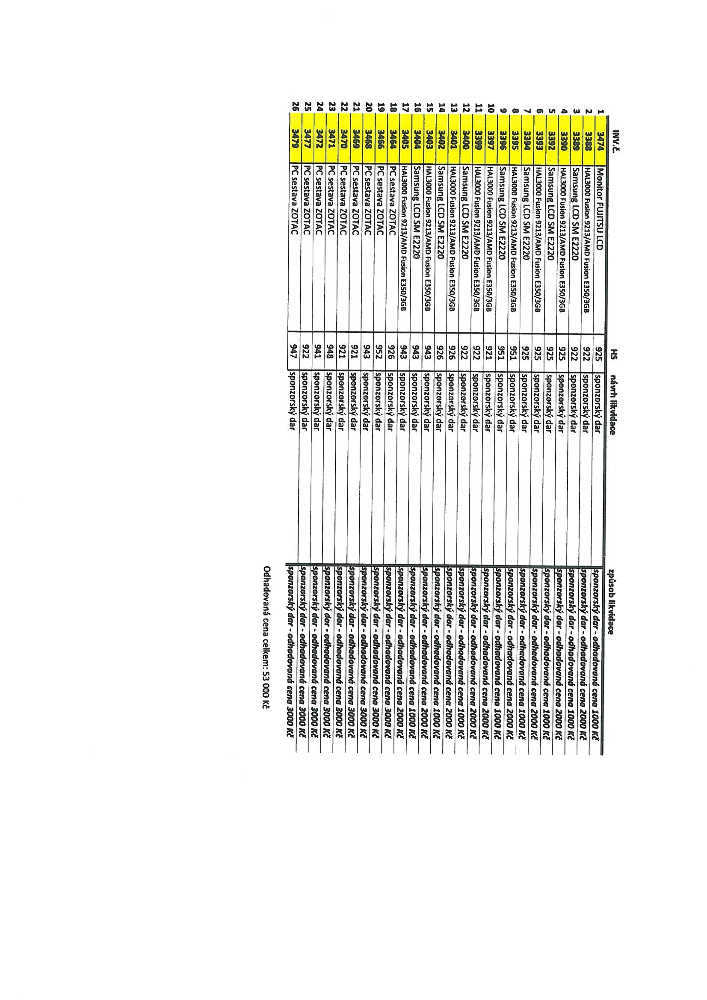 INV.č. HS návrh likvidace způsob likvidace
1 3474 Monitor FUJITSU LCD 925 sponzorský dar sponzorský dar - odhadovaná cena 1000 Kč
2 3388 HAL3000 Fusion 9213/AMD Fusion E350/3GB 922 sponzorský dar sponzorský dar - odhadovaná cena 2000 Kč
3 3389 Samsung LCD SM E2220 922 sponzorský dar sponzorský dar - odhadovaná cena 1000 Kč
4 3390 HAL3000 Fusion 9213/AMD Fusion E350/3GB 925 sponzorský dar sponzorský dar - odhadovaná cena 2000 Kč
5 3392 Samsung LCD SM E2220 925 sponzorský dar sponzorský dar - odhadovaná cena 1000 Kč
6 3393 HAL3000 Fusion 9213/AMD Fusion E350/3GB 925 sponzorský dar sponzorský dar - odhadovaná cena 2000 Kč
7 3394 Samsung LCD SM E2220 925 sponzorský dar sponzorský dar - odhadovaná cena 1000 Kč
8 3395 HAL3000 Fusion 9213/AMD Fusion E350/3GB 951 sponzorský dar sponzorský dar - odhadovaná cena 2000 Kč
9 3396 Samsung LCD SM E2220 951 sponzorský dar sponzorský dar - odhadovaná cena 1000 Kč
10 3397 HAL3000 Fusion 9213/AMD Fusion E350/3GB 921 sponzorský dar sponzorský dar - odhadovaná cena 2000 Kč
11 3399 HAL3000 Fusion 9213/AMD Fusion E350/3GB 922 sponzorský dar sponzorský dar - odhadovaná cena 2000 Kč
12 3400 Samsung LCD SM E2220 922 sponzorský dar sponzorský dar - odhadovaná cena 1000 Kč
13 3401 HAL3000 Fusion 9213/AMD Fusion E350/3GB 926 sponzorský dar sponzorský dar - odhadovaná cena 2000 Kč
14 3402 Samsung LCD SM E2220 926 sponzorský dar sponzorský dar - odhadovaná cena 1000 Kč
15 3403 HAL3000 Fusion 9213/AMD Fusion E350/3GB 943 sponzorský dar sponzorský dar - odhadovaná cena 2000 Kč
16 3404 Samsung LCD SM E2220 943 sponzorský dar sponzorský dar - odhadovaná cena 1000 Kč
17 3405 HAL3000 Fusion 9213/AMD Fusion E350/3GB 943 sponzorský dar sponzorský dar - odhadovaná cena 2000 Kč
18 3464 PC sestava ZOTAC 926 sponzorský dar sponzorský dar - odhadovaná cena 3000 Kč
19 3466 PC sestava ZOTAC 952 sponzorský dar sponzorský dar - odhadovaná cena 3000 Kč
20 3468 PC sestava ZOTAC 943 sponzorský dar sponzorský dar - odhadovaná cena 3000 Kč
21 3469 PC sestava ZOTAC 921 sponzorský dar sponzorský dar - odhadovaná cena 3000 Kč
22 3470 PC sestava ZOTAC 921 sponzorský dar sponzorský dar - odhadovaná cena 3000 Kč
23 3471 PC sestava ZOTAC 948 sponzorský dar sponzorský dar - odhadovaná cena 3000 Kč
24 3472 PC sestava ZOTAC 941 sponzorský dar sponzorský dar - odhadovaná cena 3000 Kč
25 3477 PC sestava ZOTAC 922 sponzorský dar sponzorský dar - odhadovaná cena 3000 Kč
26 3479 PC sestava ZOTAC 947 sponzorský dar sponzorský dar - odhadovaná cena 3000 Kč
Odhadovaná cena celkem: 53 000 Kč